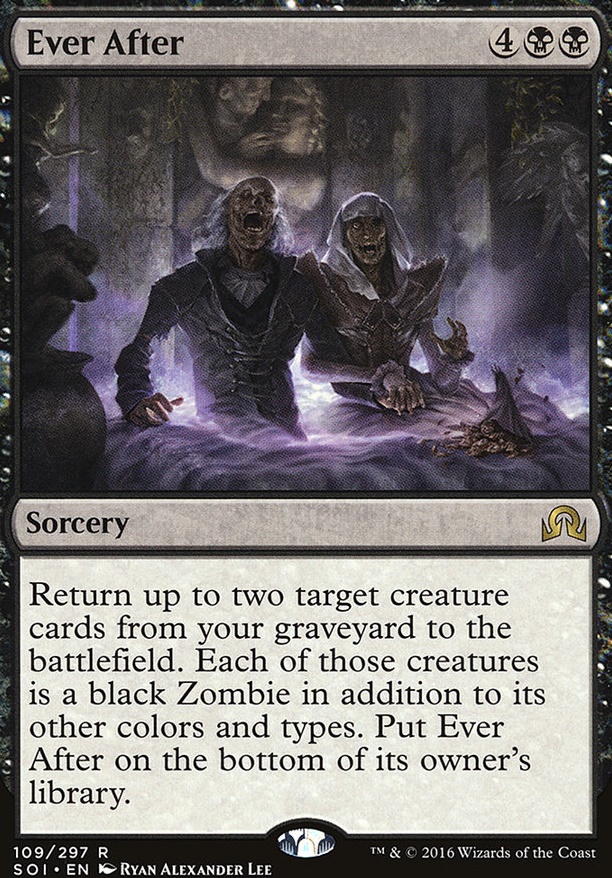 Ever After 4
Sorcery
Return up to two target creature
cards from your graveyard to the
battlefield. Each of those creatures
is a black Zombie in addition to its
other colors and types. Put Ever
After on the bottom of its owner's
library.
109/297 R
SOI • EN Ryan Alexander Lee
™ & © 2016 Wizards of the Coast